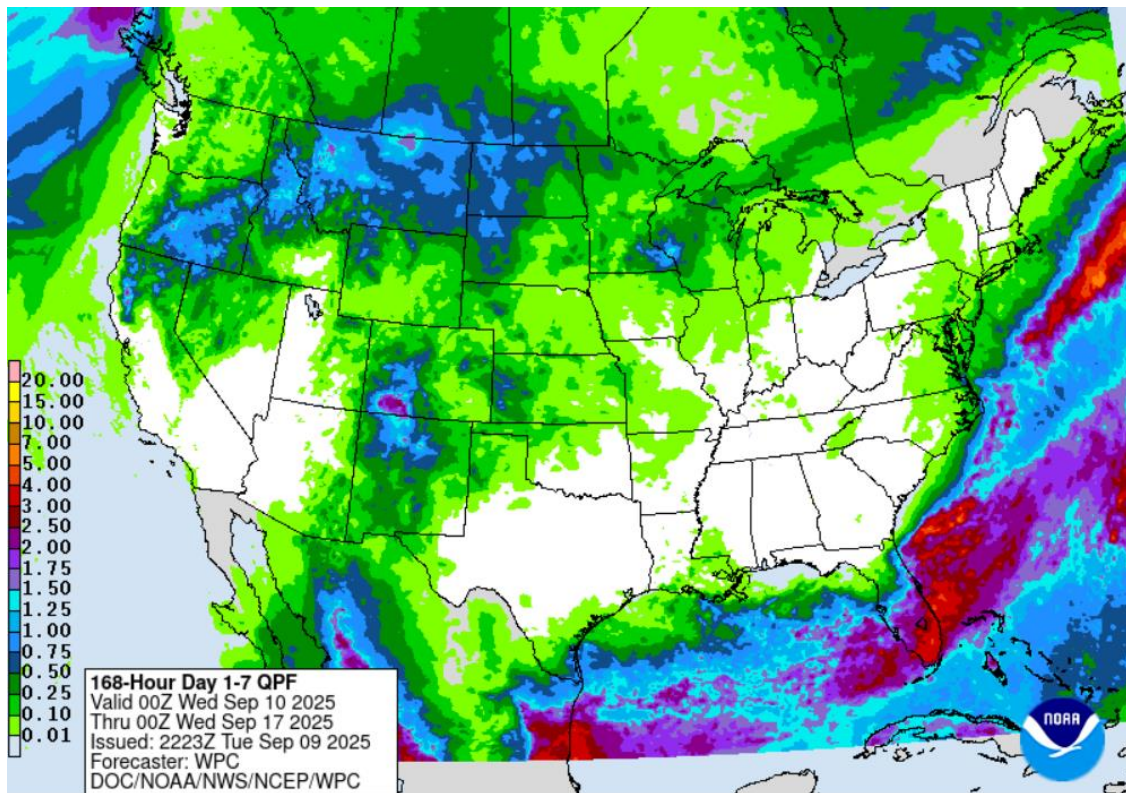 20.00
15.00
10.00
7.00
5.00
4.00
3.00
2.50
2.00
1.75
1.50
1.25
1.00
0.75
0.50
0.25
0.10
0.01
168-Hour Day 1-7 QPF
Valid 00Z Wed Sep 10 2025
Thru 00Z Wed Sep 17 2025
Issued: 2223Z Tue Sep 09 2025
Forecaster: WPC
DOC/NOAA/NWS/NCEP/WPC
NOAA